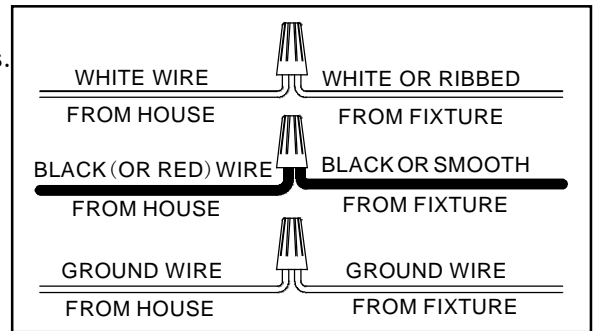 s.
WHITE WIRE WHITE OR RIBBED
FROM HOUSE FROM FIXTURE
BLACK (OR RED) WIRE BLACK OR SMOOTH
FROM HOUSE FROM FIXTURE
GROUND WIRE GROUND WIRE
FROM HOUSE FROM FIXTURE